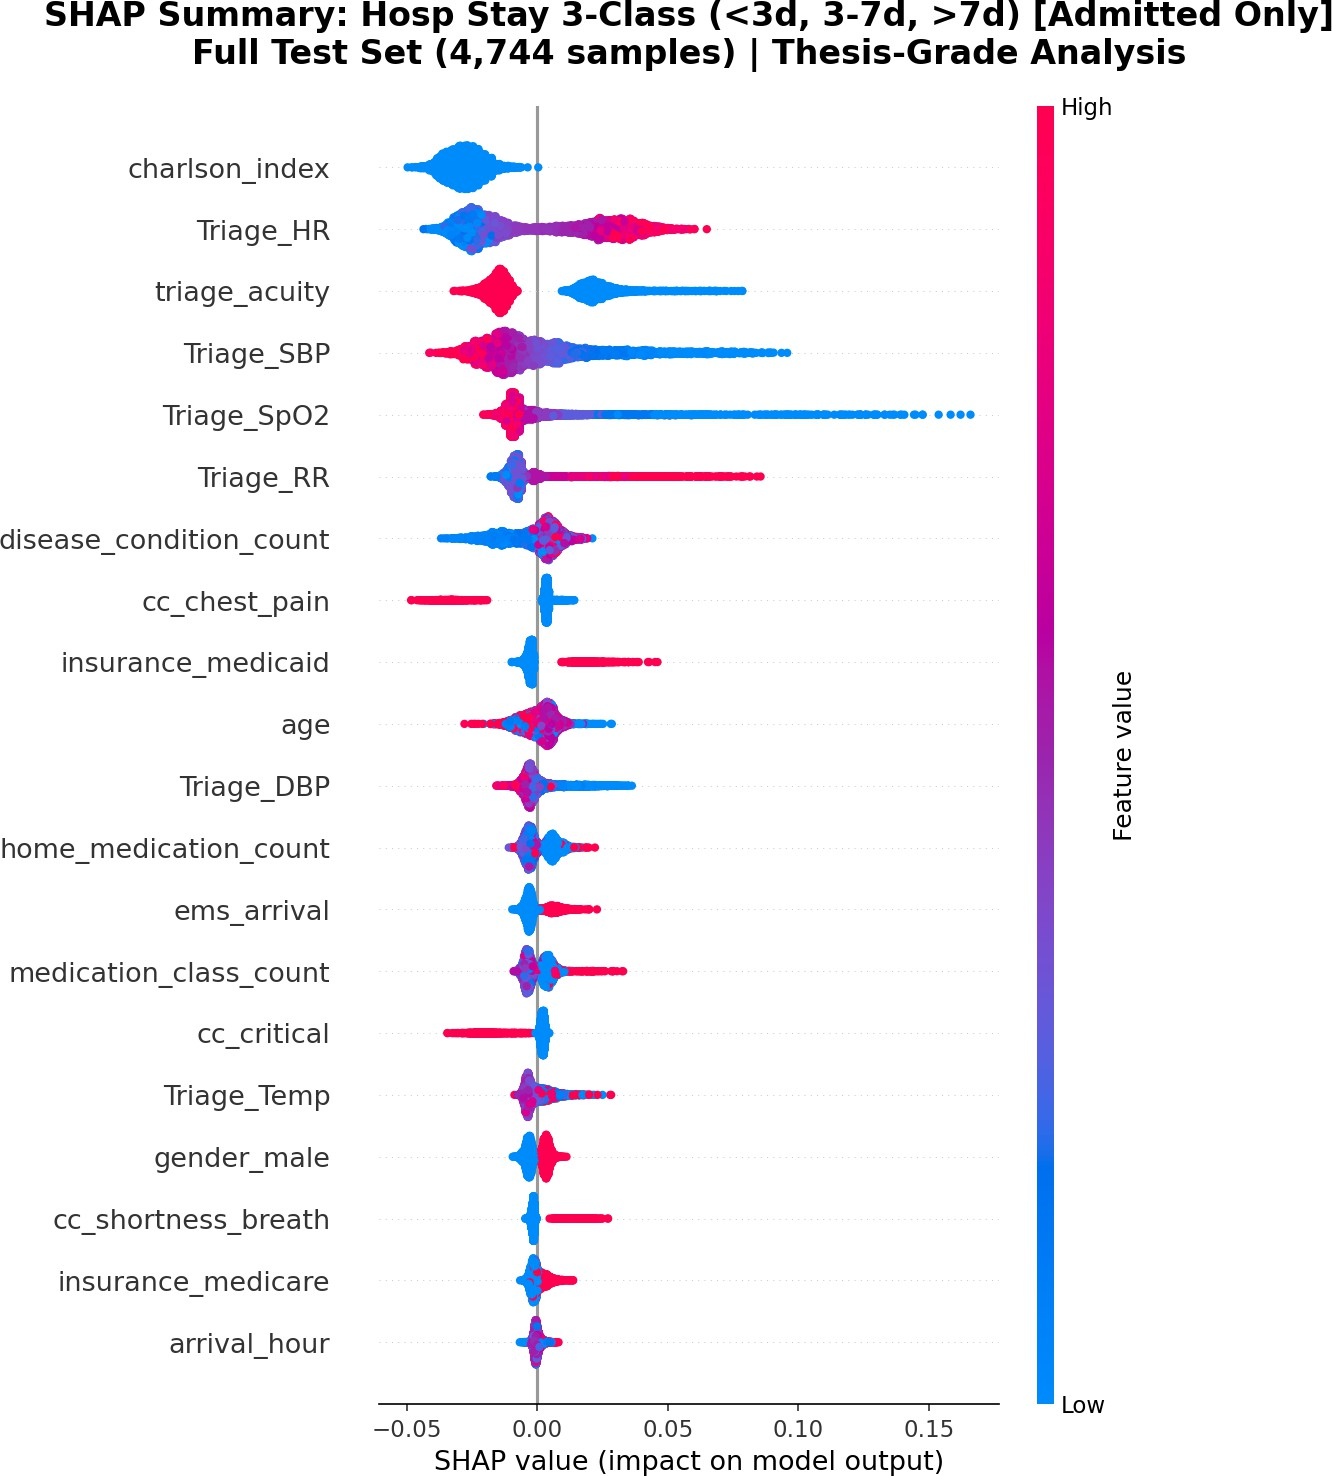 SHAP Summary: Hosp Stay 3-Class (<3d, 3-7d, >7d) [Admitted Only]
Full Test Set (4,744 samples) | Thesis-Grade Analysis
High
charlson_index
Triage_HR
triage_acuity
Triage_SBP
Triage_SpO2
Triage_RR
disease_condition_count
cc_chest_pain
insurance_medicaid
age
Triage_DBP
home_medication_count
ems_arrival
medication_class_count
cc_critical
Triage_Temp
gender_male
cc_shortness_breath
insurance_medicare
arrival_hour
Feature value
Low
−0.05 0.00 0.05 0.10 0.15
SHAP value (impact on model output)